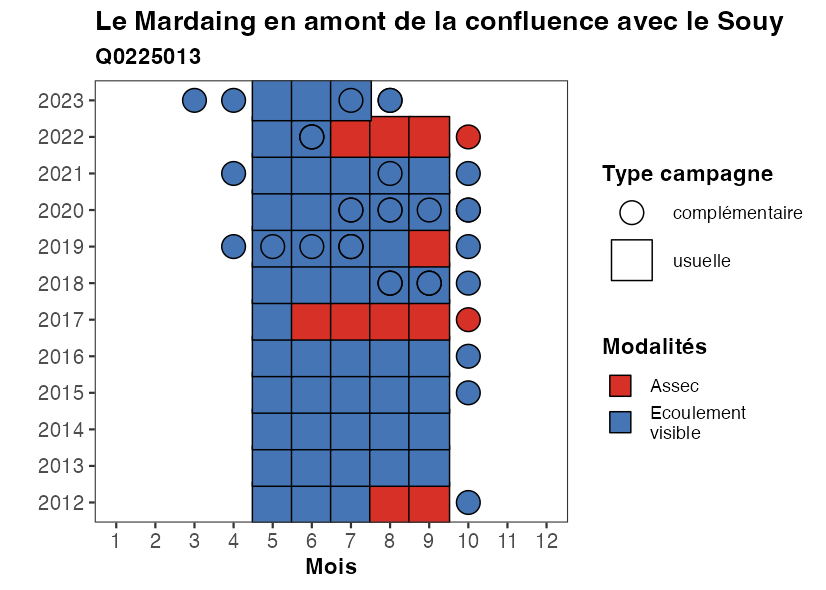 Le Mardaing en amont de la confluence avec le Souy
Q0225013
2023
2022
2021
2020
2019
2018
2017
2016
2015
2014
2013
2012
1 2 3 4 5 6 7 8 9 10 11 12
Mois
Type campagne
complémentaire
usuelle
Modalités
Assec
Ecoulement
visible